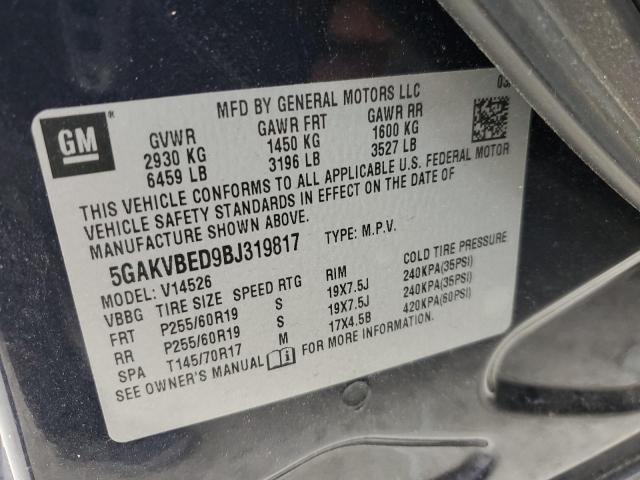 MFD BY GENERAL MOTORS LLC
GM®
GVWR GAWR FRT GAWR RR
2930 KG 1450 KG 1600 KG
6459 LB 3196 LB 3527 LB
THIS VEHICLE CONFORMS TO ALL APPLICABLE U.S. FEDERAL MOTOR
VEHICLE SAFETY STANDARDS IN EFFECT ON THE DATE OF
MANUFACTURE SHOWN ABOVE.
5GAKVBED9BJ319817 TYPE: M.P.V.
MODEL: V14526
VBBG TIRE SIZE SPEED RTG RIM COLD TIRE PRESSURE
FRT P255/60R19 S 19X7.5J 240KPA(35PSI)
RR P255/60R19 S 19X7.5J 240KPA(35PSI)
SPA T145/70R17 M 17X4.5B 420KPA(60PSI)
SEE OWNER'S MANUAL FOR MORE INFORMATION.